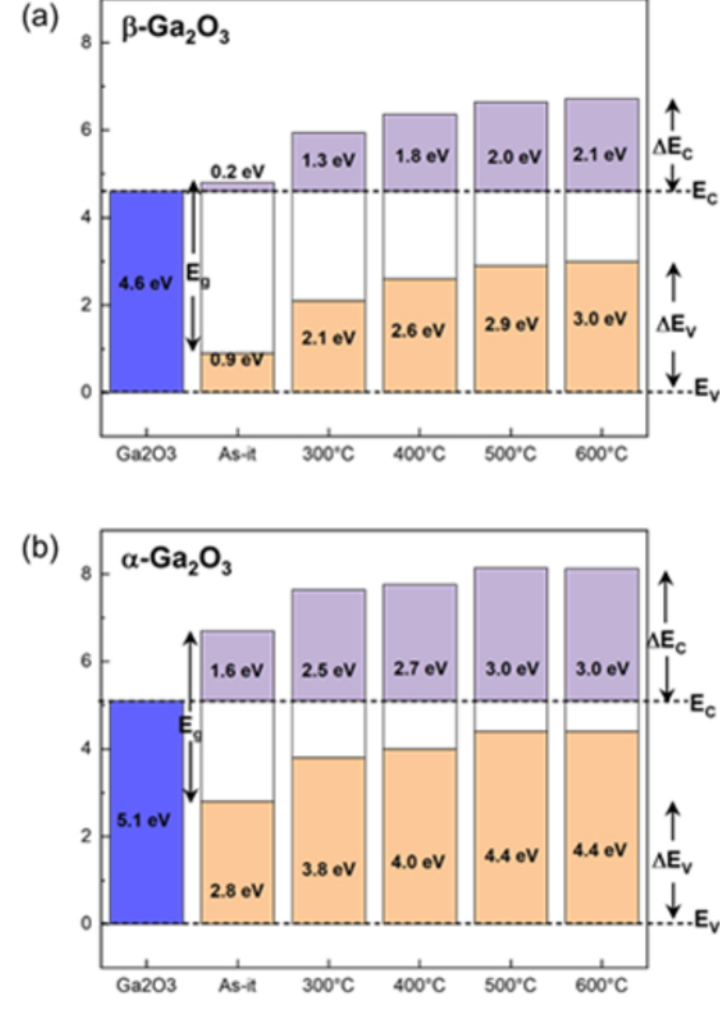 (a)
β-Ga₂O₃
8
6
4
2
0
4.6 eV
Eg
0.2 eV
0.9 eV
1.3 eV
2.1 eV
1.8 eV
2.6 eV
2.0 eV
2.9 eV
2.1 eV
3.0 eV
ΔEC
EC
ΔEV
EV
Ga2O3 As-it 300°C 400°C 500°C 600°C
(b)
α-Ga₂O₃
8
6
4
2
0
5.1 eV
Eg
1.6 eV
2.8 eV
2.5 eV
3.8 eV
2.7 eV
4.0 eV
3.0 eV
4.4 eV
3.0 eV
4.4 eV
ΔEC
EC
ΔEV
EV
Ga2O3 As-it 300°C 400°C 500°C 600°C